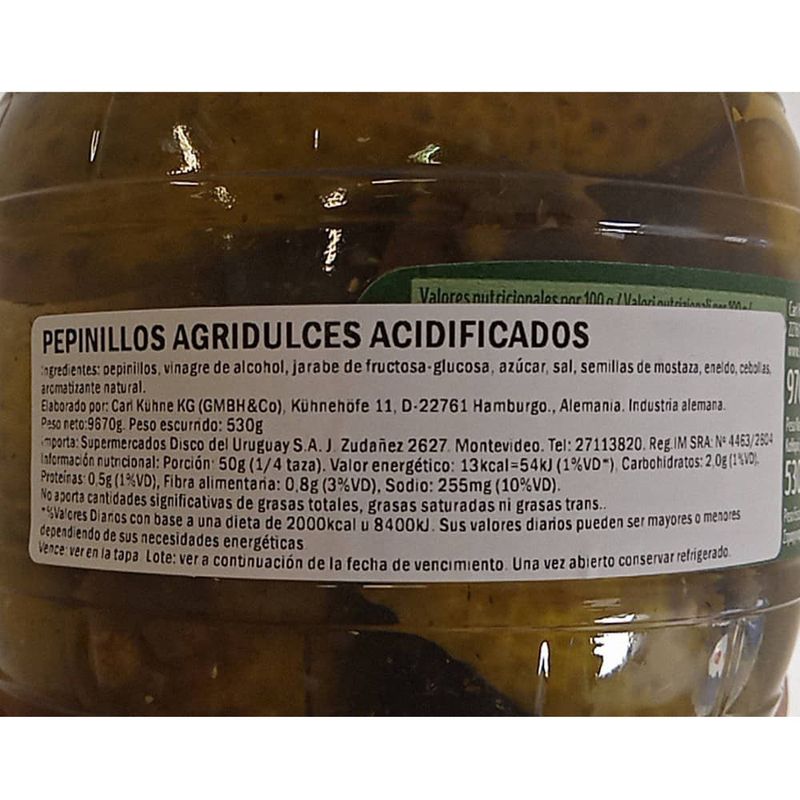 Valores nutricionales por 100 g / Valori nutrizionali per 100 g /
PEPINILLOS AGRIDULCES ACIDIFICADOS
Ingredientes: pepinillos, vinagre de alcohol, jarabe de fructosa-glucosa, azúcar, sal, semillas de mostaza, eneldo, cebollas,
aromatizante natural.
Elaborado por: Carl Kühne KG (GMBH&Co), Kühnehöfe 11, D-22761 Hamburgo., Alemania. Industria alemana.
Peso neto:9670g. Peso escurrido: 530g
Importa: Supermercados Disco del Uruguay S.A. J. Zudañez 2627. Montevideo. Tel: 27113820. Reg.IM SRA: Nº 4463/2604
Información nutricional: Porción: 50g (1/4 taza). Valor energético: 13kcal=54kJ (1%VD*), Carbohidratos: 2,0g (1%VD),
Proteínas: 0,5g (1%VD), Fibra alimentaria: 0,8g (3%VD), Sodio: 255mg (10%VD).
No aporta cantidades significativas de grasas totales, grasas saturadas ni grasas trans..
*%Valores Diarios con base a una dieta de 2000kcal u 8400kJ. Sus valores diarios pueden ser mayores o menores
dependiendo de sus necesidades energéticas
Vence: ver en la tapa. Lote: ver a continuación de la fecha de vencimiento. Una vez abierto conservar refrigerado.